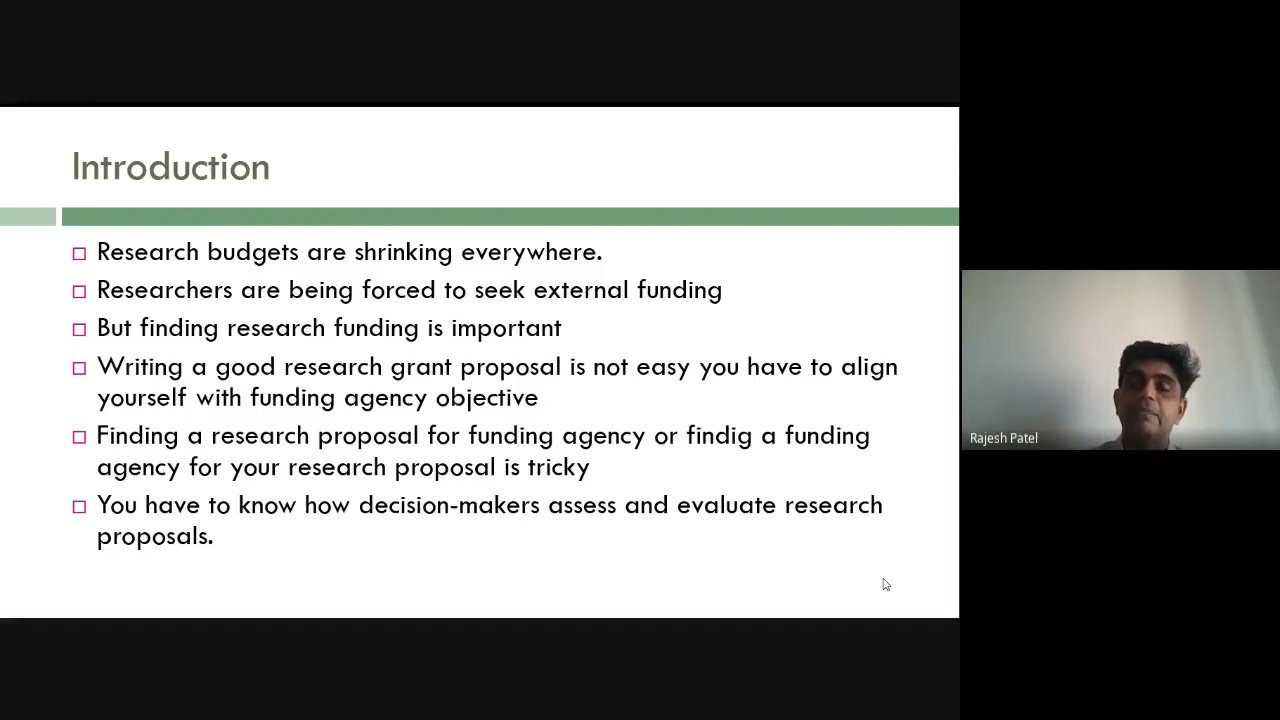 Introduction
Research budgets are shrinking everywhere.
Researchers are being forced to seek external funding
But finding research funding is important
Writing a good research grant proposal is not easy you have to align
yourself with funding agency objective
Finding a research proposal for funding agency or findig a funding
agency for your research proposal is tricky
You have to know how decision-makers assess and evaluate research
proposals.
Rajesh Patel